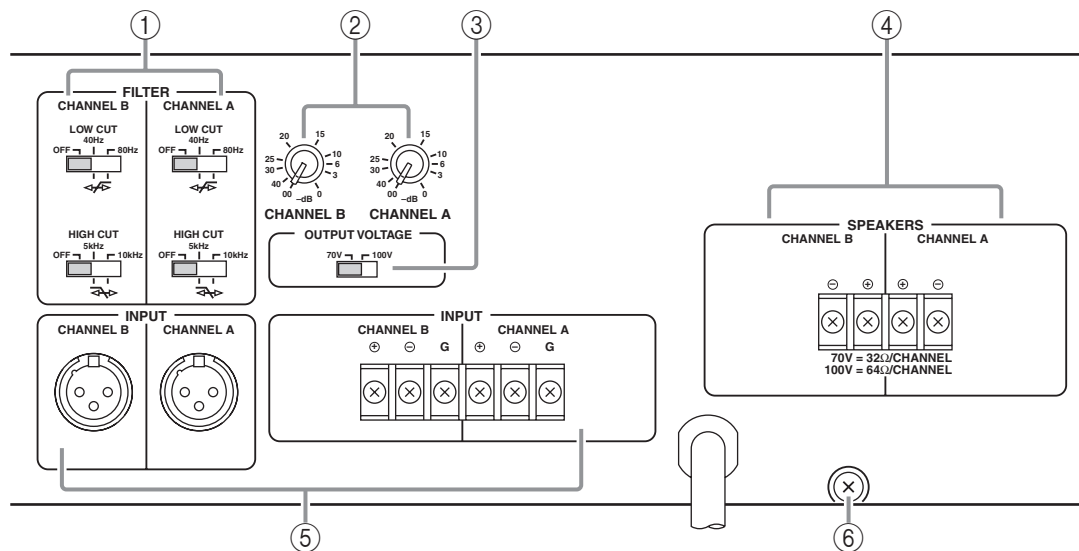 ① ② ③ ④
FILTER
CHANNEL B CHANNEL A
LOW CUT LOW CUT
40Hz 40Hz
OFF 80Hz OFF 80Hz
HIGH CUT HIGH CUT
5kHz 5kHz
OFF 10kHz OFF 10kHz
20 15 20 15
25 10 25 10
30 6 30 6
40 3 40 3
00 0 00 0
–dB –dB
CHANNEL B CHANNEL A
OUTPUT VOLTAGE
70V 100V
SPEAKERS
CHANNEL B CHANNEL A
⊖ ⊕ ⊕ ⊖
70V = 32Ω/CHANNEL
100V = 64Ω/CHANNEL
INPUT
CHANNEL B CHANNEL A
INPUT
CHANNEL B CHANNEL A
⊕ ⊖ G ⊕ ⊖ G
⑤ ⑥